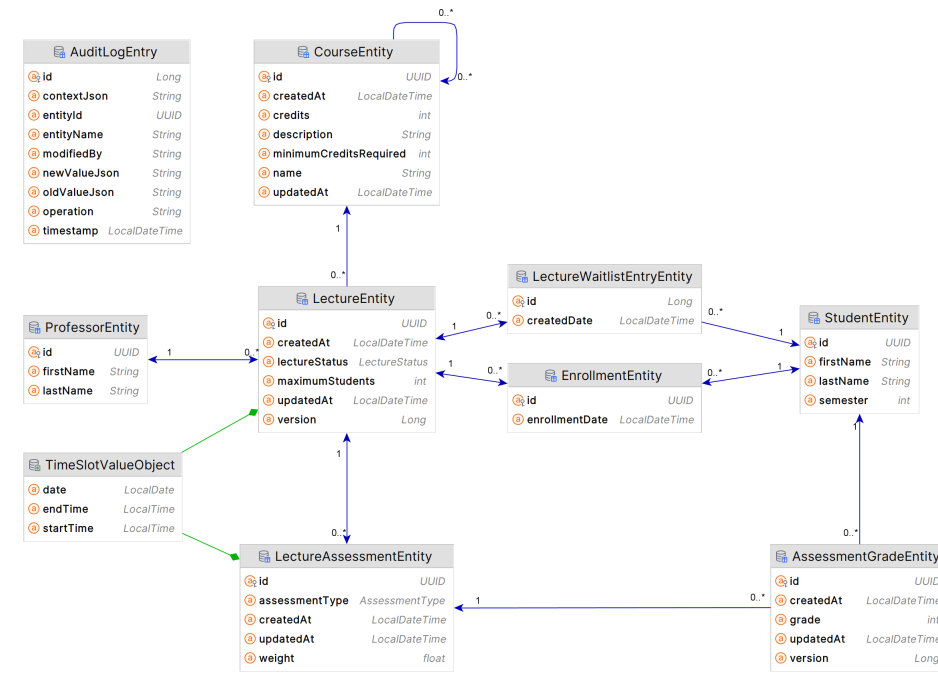 0..*
0..*
AuditLogEntry
id Long
contextJson String
entityId UUID
entityName String
modifiedBy String
newValueJson String
oldValueJson String
operation String
timestamp LocalDateTime
CourseEntity
id UUID
createdAt LocalDateTime
credits int
description String
minimumCreditsRequired int
name String
updatedAt LocalDateTime
1
0..*
LectureEntity
id UUID
createdAt LocalDateTime
lectureStatus LectureStatus
maximumStudents int
updatedAt LocalDateTime
version Long
ProfessorEntity
id UUID
firstName String
lastName String
1
0..*
LectureWaitlistEntryEntity
id Long
createdDate LocalDateTime
1
0..*
0..*
1
EnrollmentEntity
id UUID
enrollmentDate LocalDateTime
1
0..*
0..*
1
StudentEntity
id UUID
firstName String
lastName String
semester int
TimeSlotValueObject
date LocalDate
endTime LocalTime
startTime LocalTime
1
0..*
1
0..*
LectureAssessmentEntity
id UUID
assessmentType AssessmentType
createdAt LocalDateTime
updatedAt LocalDateTime
weight float
1
0..*
AssessmentGradeEntity
id UUID
createdAt LocalDateTime
grade int
updatedAt LocalDateTime
version Long